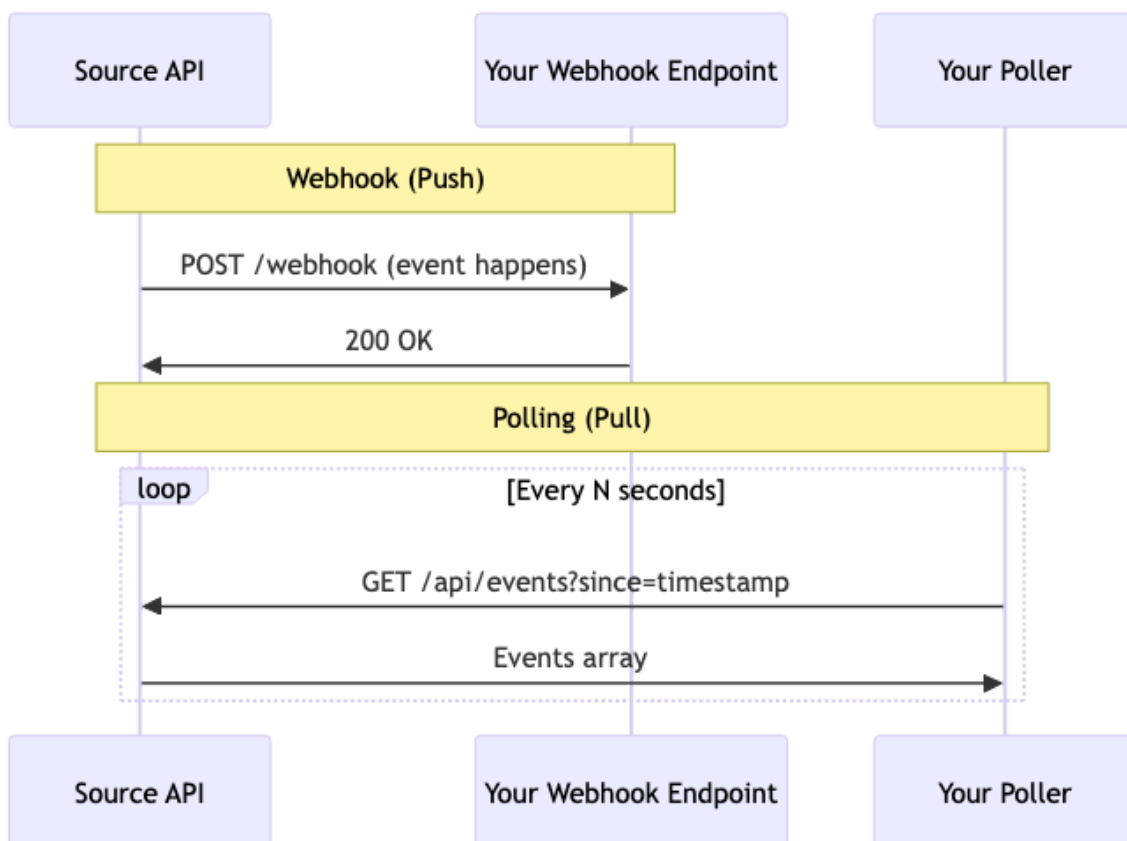 Source API
Your Webhook Endpoint
Your Poller
Webhook (Push)
POST /webhook (event happens)
200 OK
Polling (Pull)
loop
[Every N seconds]
GET /api/events?since=timestamp
Events array
Source API
Your Webhook Endpoint
Your Poller